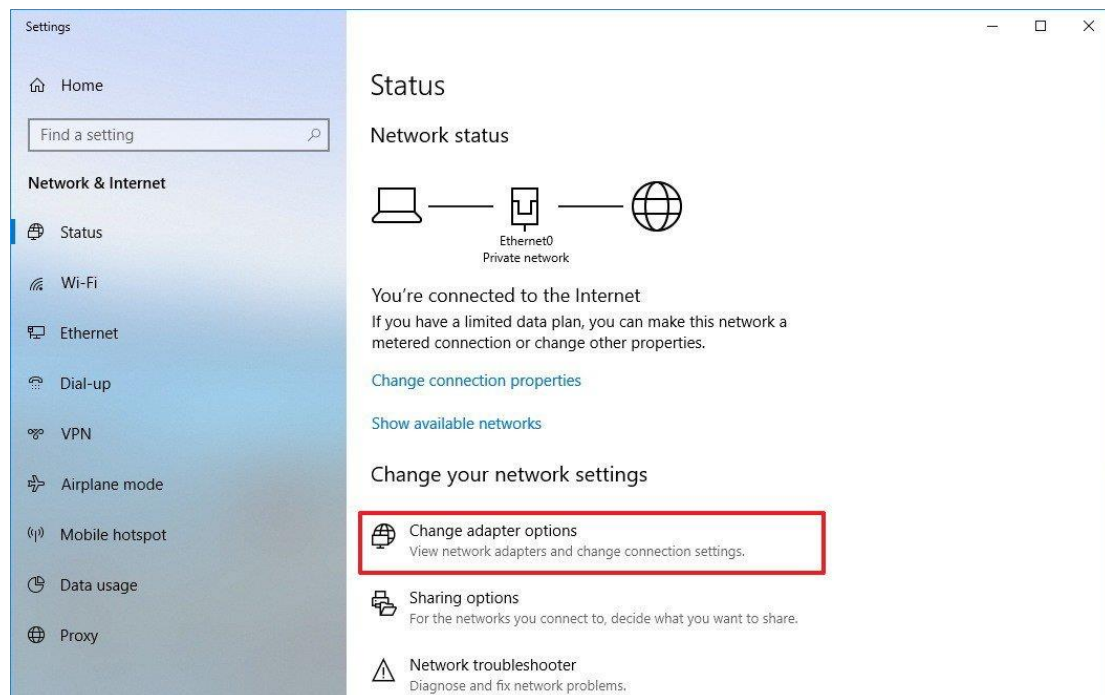 Settings
Home
Find a setting
Network & Internet
Status
Wi-Fi
Ethernet
Dial-up
VPN
Airplane mode
Mobile hotspot
Data usage
Proxy
Status
Network status
Ethernet0
Private network
You're connected to the Internet
If you have a limited data plan, you can make this network a
metered connection or change other properties.
Change connection properties
Show available networks
Change your network settings
Change adapter options
View network adapters and change connection settings.
Sharing options
For the networks you connect to, decide what you want to share.
Network troubleshooter
Diagnose and fix network problems.